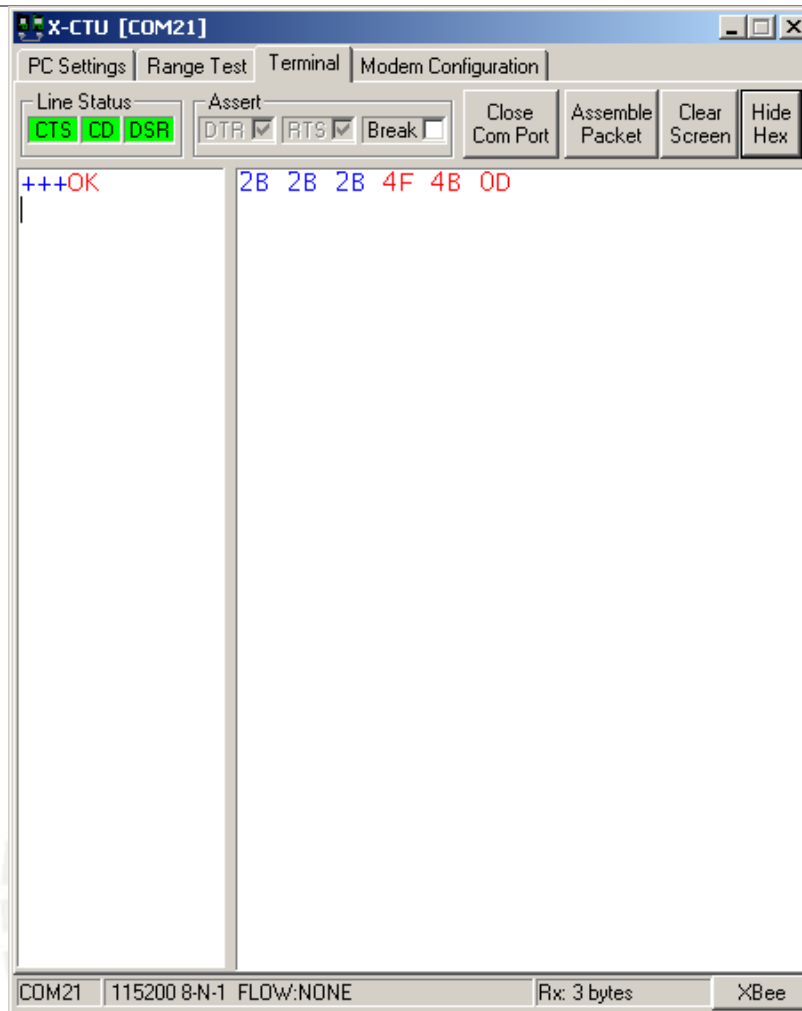 X-CTU [COM21]
PC Settings Range Test Terminal Modem Configuration
Line Status
CTS CD DSR
Assert
DTR RTS Break
Close Com Port
Assemble Packet
Clear Screen
Hide Hex
+++OK
2B 2B 2B 4F 4B 0D
COM21 115200 8-N-1 FLOW:NONE Rx: 3 bytes XBee